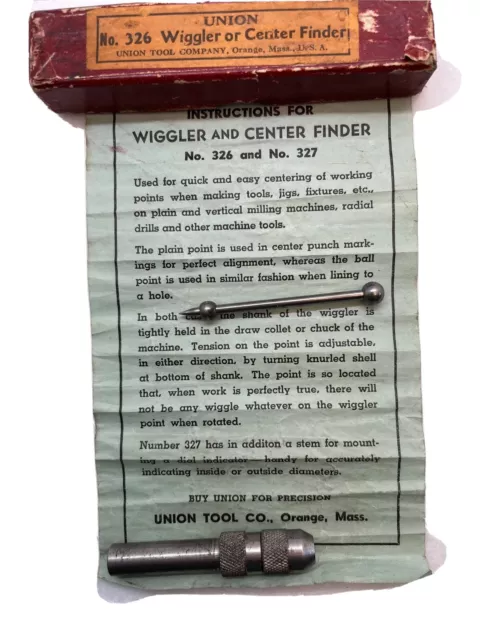 UNION
No. 326 Wiggler or Center Finder
UNION TOOL COMPANY, Orange, Mass., U. S. A.
INSTRUCTIONS FOR
WIGGLER AND CENTER FINDER
No. 326 and No. 327
Used for quick and easy centering of working
points when making tools, jigs, fixtures, etc.,
on plain and vertical milling machines, radial
drills and other machine tools.
The plain point is used in center punch mark-
ings for perfect alignment, whereas the ball
point is used in similar fashion when lining to
a hole.
In both the shank of the wiggler is
tightly held in the draw collet or chuck of the
machine. Tension on the point is adjustable,
in either direction, by turning knurled shell
at bottom of shank. The point is so located
that, when work is perfectly true, there will
not be any wiggle whatever on the wiggler
point when rotated.
Number 327 has in additon a stem for mount-
ing a dial indicator—handy for accurately
indicating inside or outside diameters.
BUY UNION FOR PRECISION
UNION TOOL CO., Orange, Mass.